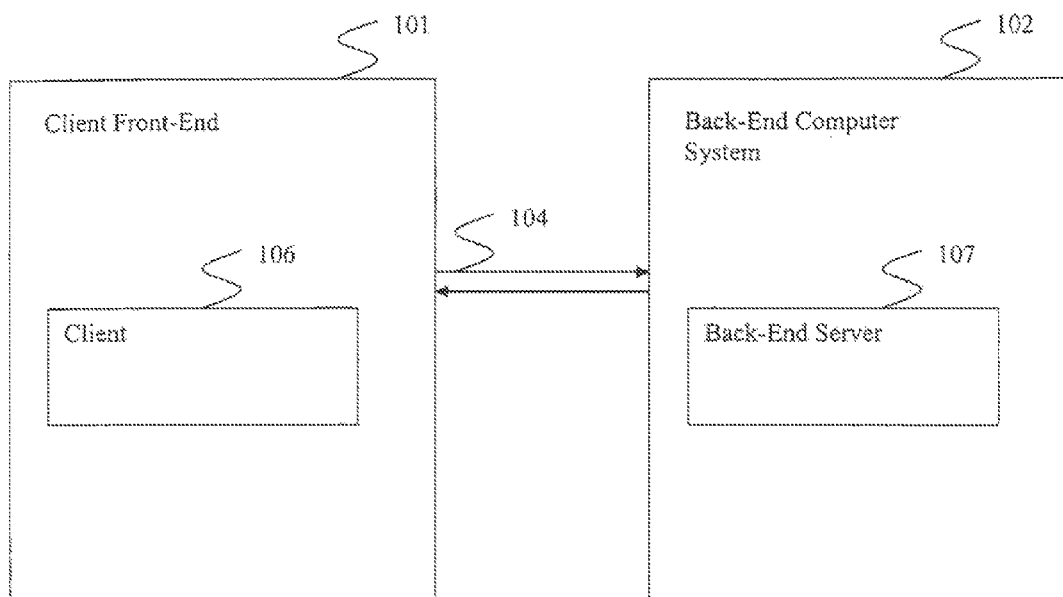 101
102
Client Front-End
Back-End Computer
System
104
106
107
Client
Back-End Server